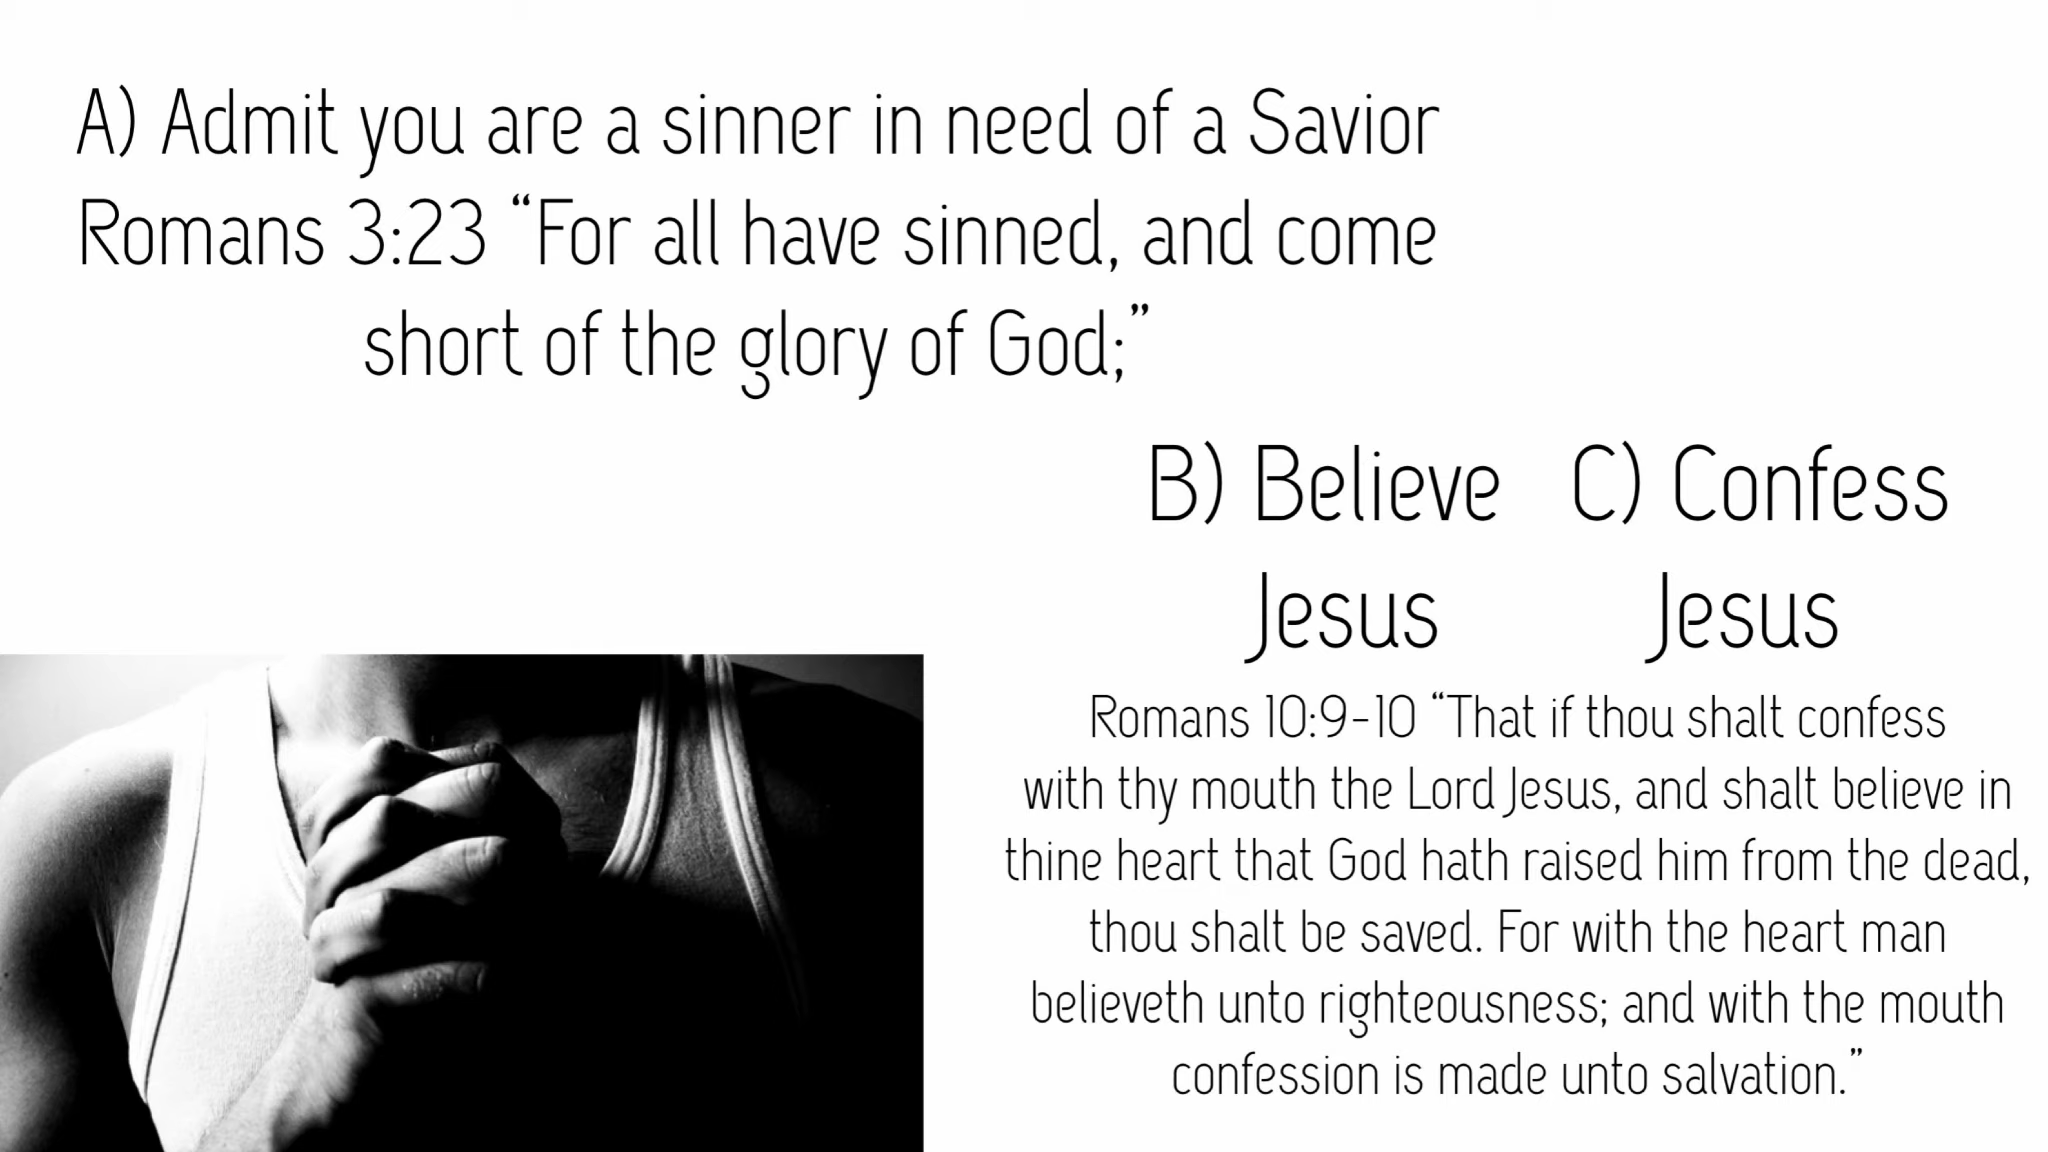 A) Admit you are a sinner in need of a Savior
Romans 3:23 “For all have sinned, and come
short of the glory of God;”
B) Believe
Jesus
C) Confess
Jesus
Romans 10:9-10 “That if thou shalt confess
with thy mouth the Lord Jesus, and shalt believe in
thine heart that God hath raised him from the dead,
thou shalt be saved. For with the heart man
believeth unto righteousness; and with the mouth
confession is made unto salvation.”